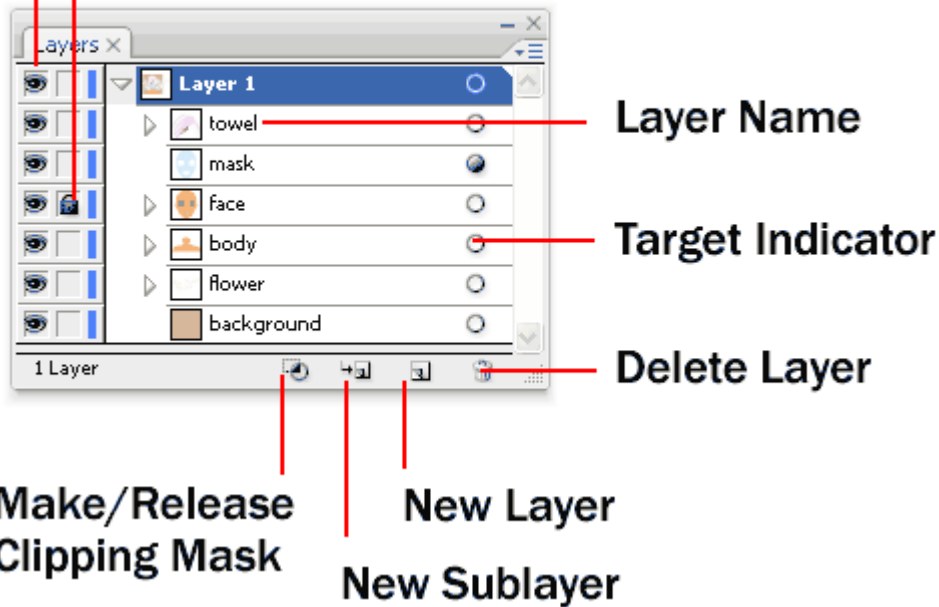 Layers
Layer 1
towel
Layer Name
mask
face
body
Target Indicator
flower
background
1 Layer
Delete Layer
Make/Release
Clipping Mask
New Layer
New Sublayer